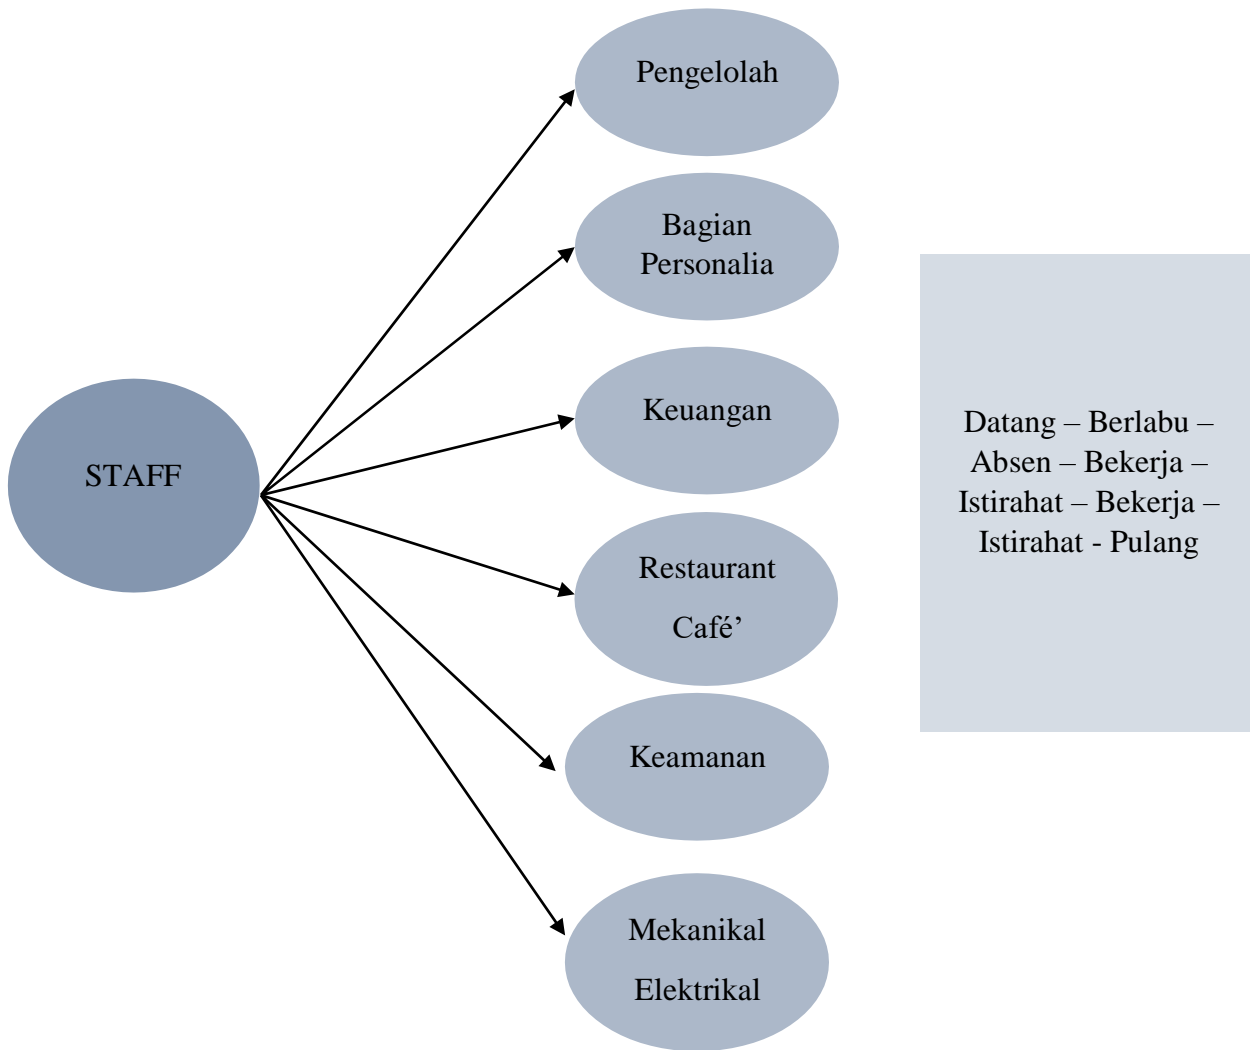 Pengelolah
Bagian
Personalia
Keuangan
STAFF
Restaurant
Café’
Keamanan
Mekanikal
Elektrikal
Datang – Berlabu –
Absen – Bekerja –
Istirahat – Bekerja –
Istirahat - Pulang